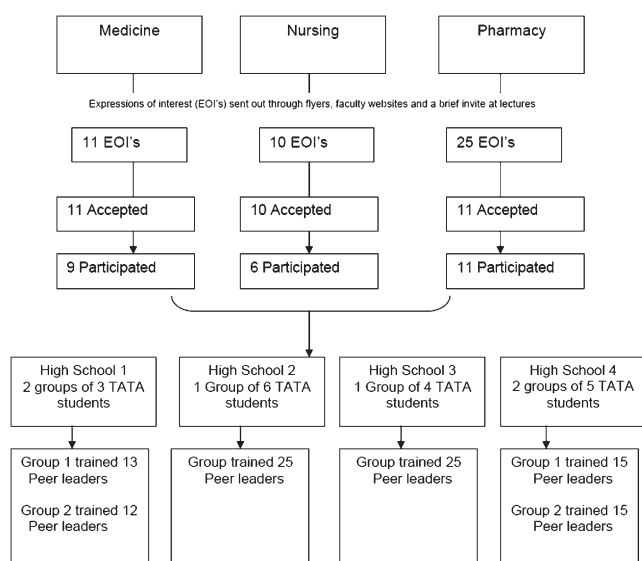 Medicine
Nursing
Pharmacy
Expressions of interest (EOI's) sent out through flyers, faculty websites and a brief invite at lectures
11 EOI's
10 EOI's
25 EOI's
11 Accepted
10 Accepted
11 Accepted
9 Participated
6 Participated
11 Participated
High School 1
2 groups of 3 TATA
students
High School 2
1 Group of 6 TATA
students
High School 3
1 Group of 4 TATA
students
High School 4
2 groups of 5 TATA
students
Group 1 trained 13
Peer leaders
Group 2 trained 12
Peer leaders
Group trained 25
Peer leaders
Group trained 25
Peer leaders
Group 1 trained 15
Peer leaders
Group 2 trained 15
Peer leaders